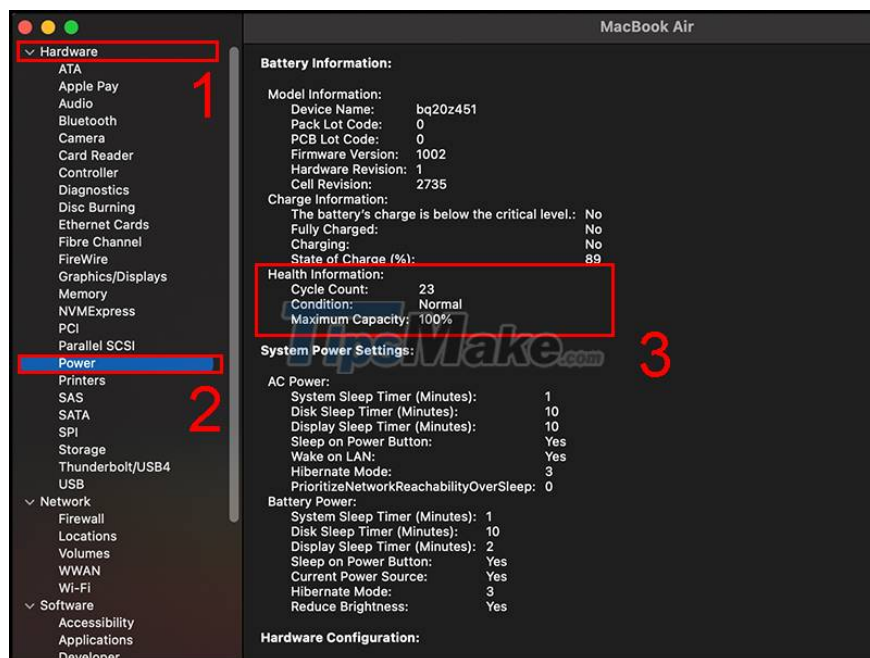 MacBook Air
Hardware
ATA
Apple Pay
Audio
Bluetooth
Camera
Card Reader
Controller
Diagnostics
Disc Burning
Ethernet Cards
Fibre Channel
FireWire
Graphics/Displays
Memory
NVMExpress
PCI
Parallel SCSI
Power
Printers
SAS
SATA
SPI
Storage
Thunderbolt/USB4
USB
Network
Firewall
Locations
Volumes
WWAN
Wi-Fi
Software
Accessibility
Applications
Developer
1
2
Battery Information:
Model Information:
Device Name: bq20z451
Pack Lot Code: 0
PCB Lot Code: 0
Firmware Version: 1002
Hardware Revision: 1
Cell Revision: 2735
Charge Information:
The battery's charge is below the critical level.: No
Fully Charged: No
Charging: No
State of Charge (%): 89
Health Information:
Cycle Count: 23
Condition: Normal
Maximum Capacity: 100%
TipsMake.com
3
System Power Settings:
AC Power:
System Sleep Timer (Minutes): 1
Disk Sleep Timer (Minutes): 10
Display Sleep Timer (Minutes): 10
Sleep on Power Button: Yes
Wake on LAN: Yes
Hibernate Mode: 3
PrioritizeNetworkReachabilityOverSleep: 0
Battery Power:
System Sleep Timer (Minutes): 1
Disk Sleep Timer (Minutes): 10
Display Sleep Timer (Minutes): 2
Sleep on Power Button: Yes
Current Power Source: Yes
Hibernate Mode: 3
Reduce Brightness: Yes
Hardware Configuration: